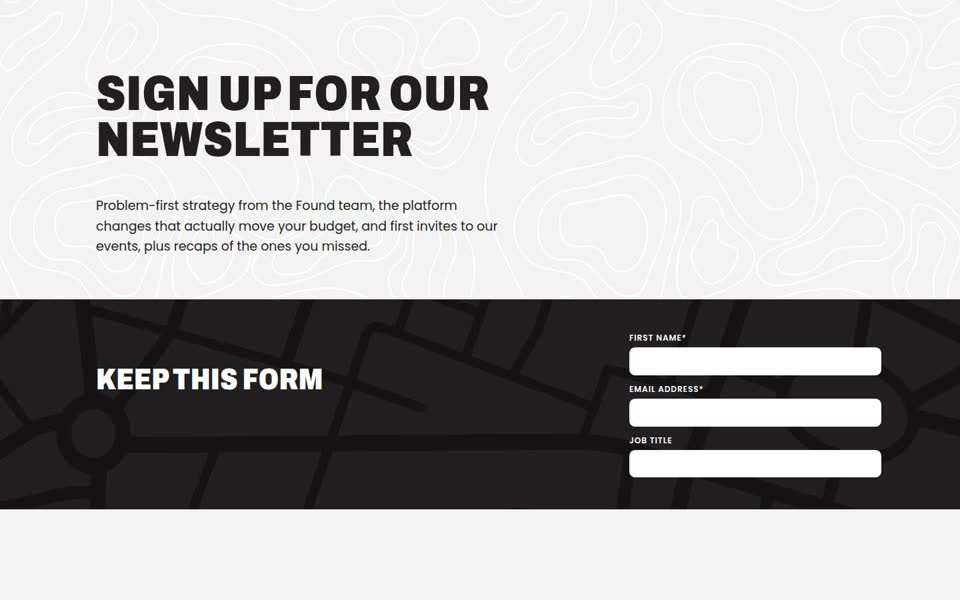 SIGN UP FOR OUR
NEWSLETTER
Problem-first strategy from the Found team, the platform
changes that actually move your budget, and first invites to our
events, plus recaps of the ones you missed.
KEEP THIS FORM
FIRST NAME*
EMAIL ADDRESS*
JOB TITLE